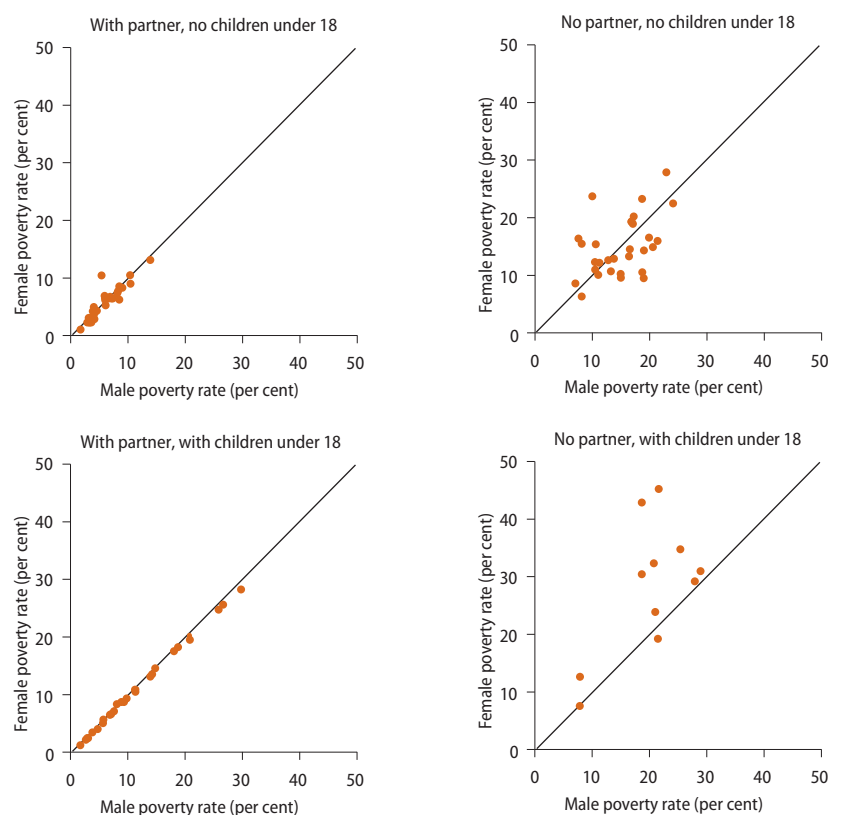 With partner, no children under 18
50
40
30
20
10
0
Female poverty rate (per cent)
0 10 20 30 40 50
Male poverty rate (per cent)
No partner, no children under 18
50
40
30
20
10
0
Female poverty rate (per cent)
0 10 20 30 40 50
Male poverty rate (per cent)
With partner, with children under 18
50
40
30
20
10
0
Female poverty rate (per cent)
0 10 20 30 40 50
Male poverty rate (per cent)
No partner, with children under 18
50
40
30
20
10
0
Female poverty rate (per cent)
0 10 20 30 40 50
Male poverty rate (per cent)